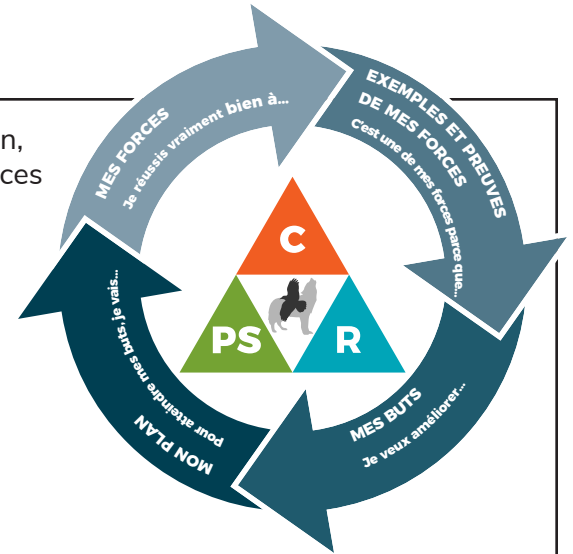 n,
ces
MES FORCES
Je réussis vraiment bien à...
EXEMPLES ET PREUVES
DE MES FORCES
C'est une de mes forces parce que...
MES BUTS
Je veux améliorer...
MON PLAN
pour atteindre mes buts, je vais...
C
PS
R